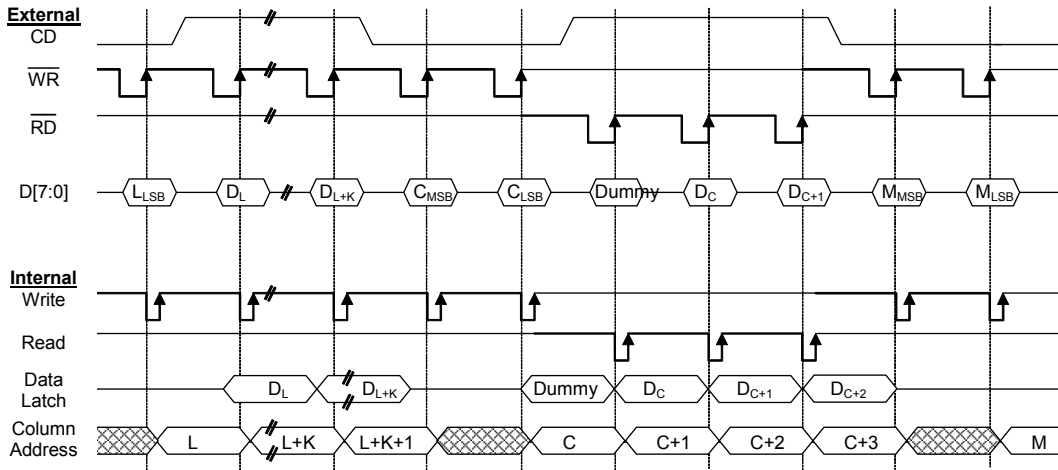 External
CD
WR
RD
D[7:0] LLSB DL DL+K CMSB CLSB Dummy DC DC+1 MMSB MLSB
Internal
Write
Read
Data Latch DL DL+K Dummy DC DC+1 DC+2
Column Address L L+K L+K+1 C C+1 C+2 C+3 M